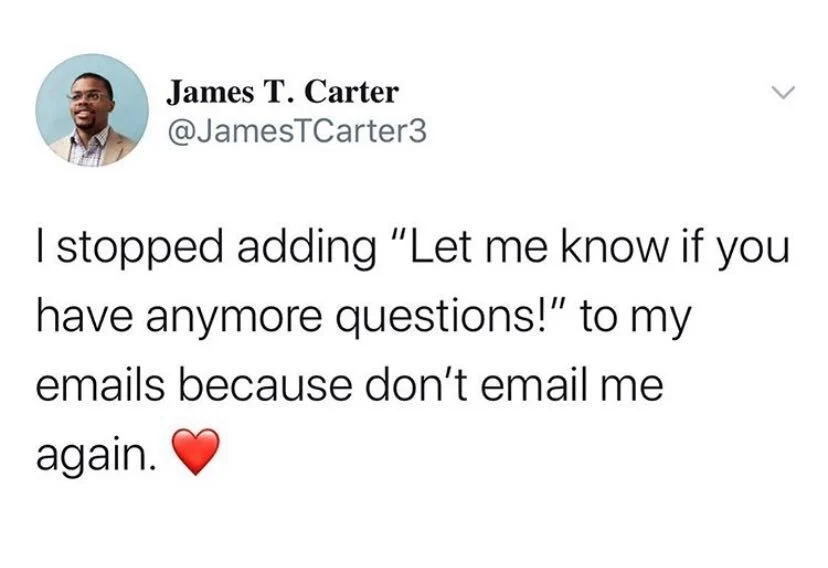 James T. Carter
@JamesTCarter3
I stopped adding “Let me know if you
have anymore questions!” to my
emails because don’t email me
again. ❤️